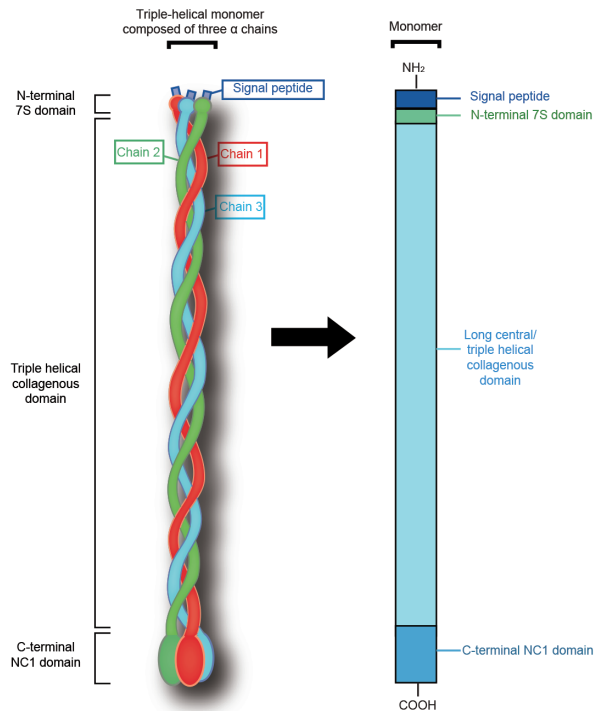 Triple-helical monomer
composed of three α chains
Monomer
NH₂
N-terminal
7S domain
Signal peptide
Signal peptide
N-terminal 7S domain
Chain 2
Chain 1
Chain 3
Triple helical
collagenous
domain
Long central/
triple helical
collagenous
domain
C-terminal
NC1 domain
C-terminal NC1 domain
COOH